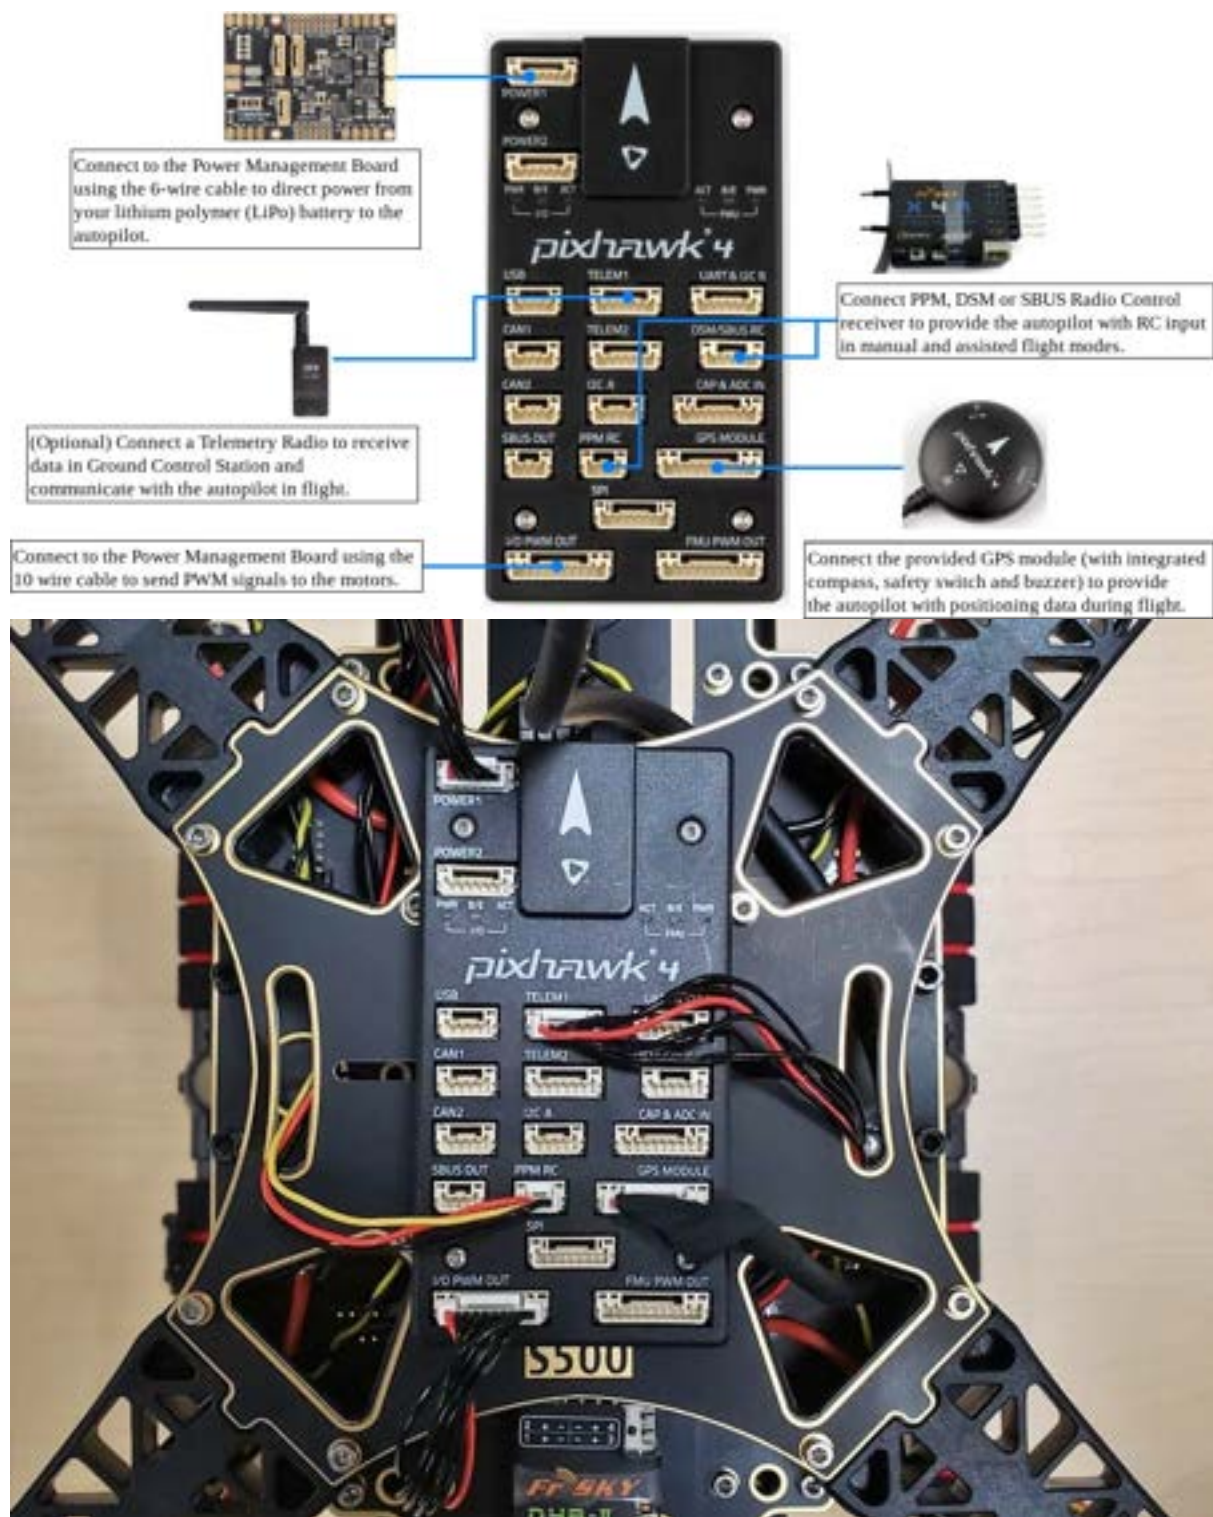 Connect to the Power Management Board
using the 6-wire cable to direct power from
your lithium polymer (LiPo) battery to the
autopilot.
(Optional) Connect a Telemetry Radio to receive
data in Ground Control Station and
communicate with the autopilot in flight.
Connect to the Power Management Board using the
10 wire cable to send PWM signals to the motors.
POWER1
POWER2
PWR B/E ACT
I/O
ACT B/E PWR
FMU
pixhawk 4
USB TELEM1 UART & I2C B
CAN1 TELEM2 DSM/SBUS RC
CAN2 I2C A CAP & ADC IN
SBUS OUT PPM RC GPS MODULE
SPI
I/O PWM OUT FMU PWM OUT
FrSKY
X4R
Connect PPM, DSM or SBUS Radio Control
receiver to provide the autopilot with RC input
in manual and assisted flight modes.
pixhawk 4
Connect the provided GPS module (with integrated
compass, safety switch and buzzer) to provide
the autopilot with positioning data during flight.
POWER1
POWER2
PWR B/E ACT
I/O
ACT B/E PWR
FMU
pixhawk 4
USB TELEM1
CAN1 TELEM2
CAN2 I2C A CAP & ADC IN
SBUS OUT PPM RC GPS MODULE
SPI
I/O PWM OUT FMU PWM OUT
S500
FrSKY